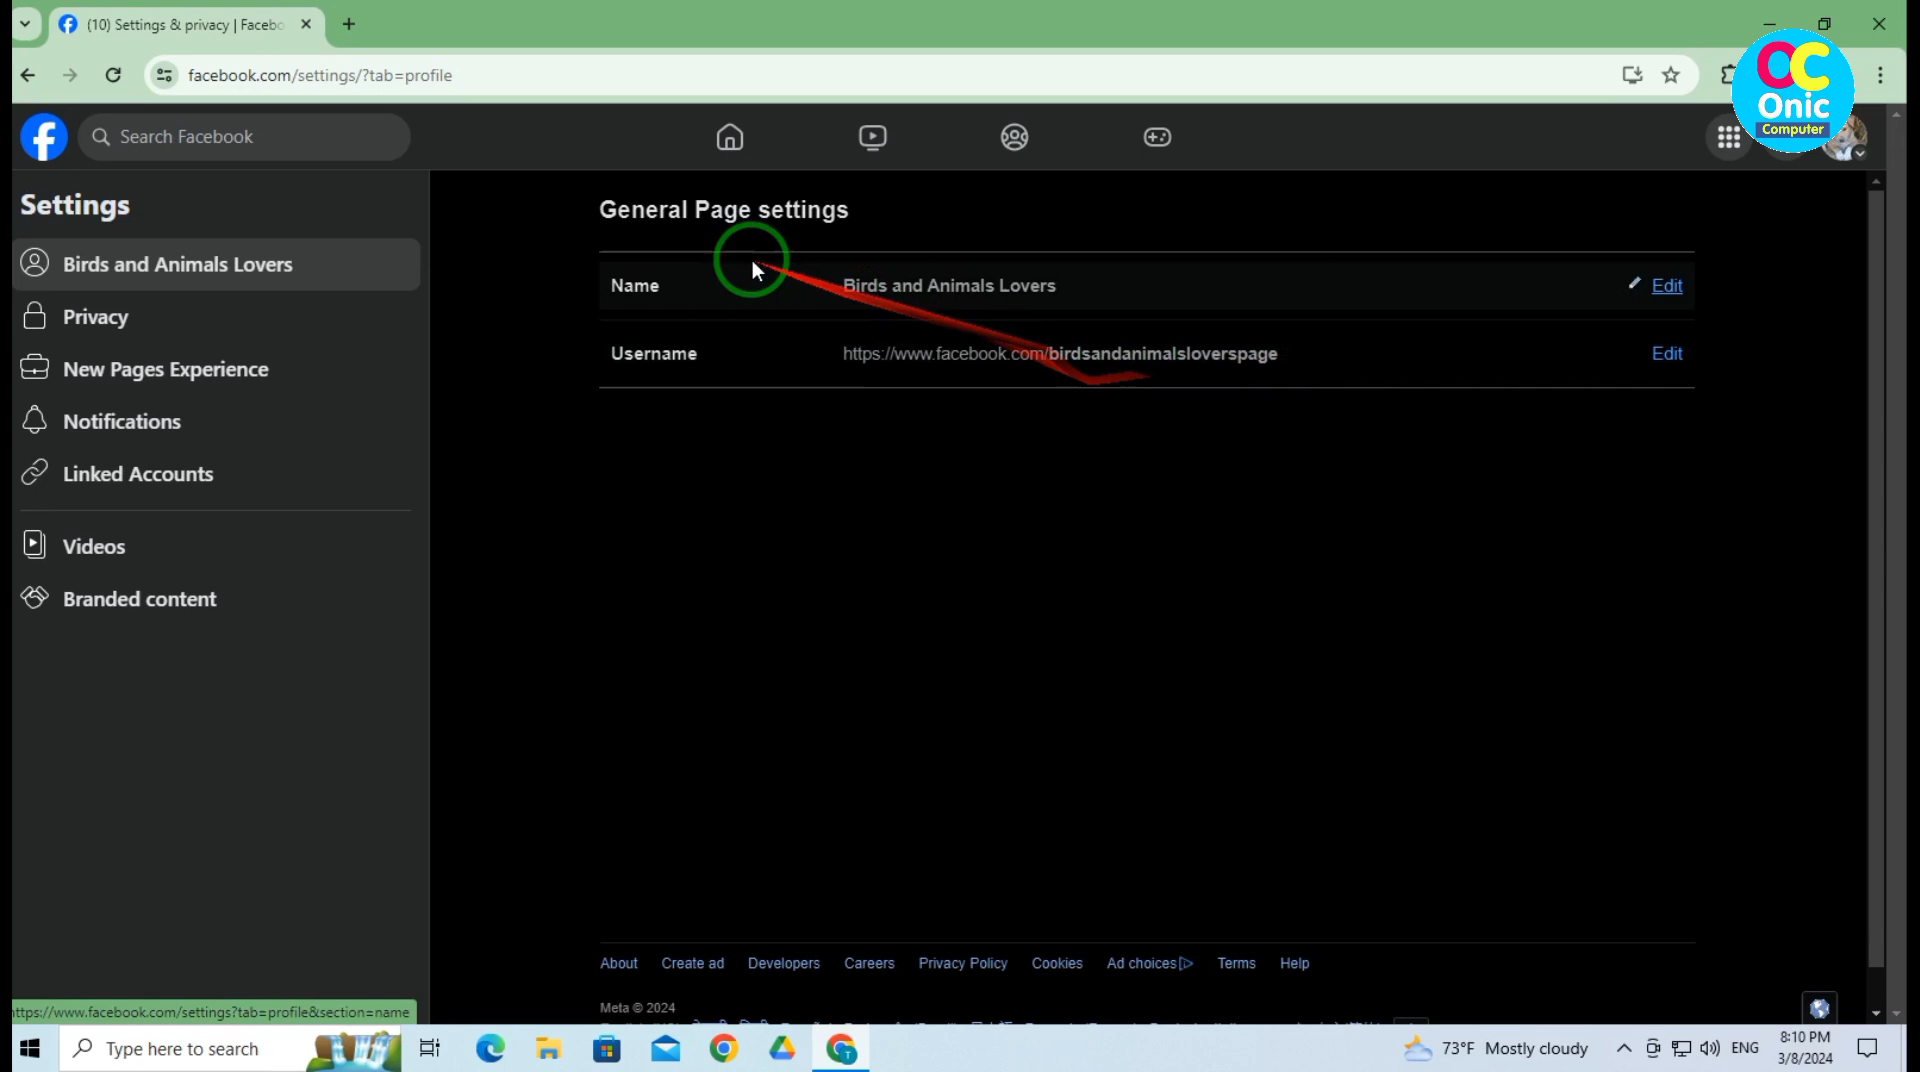 (10) Settings & privacy | Facebo
facebook.com/settings/?tab=profile
OC
Onic
Computer
Search Facebook
Settings
Birds and Animals Lovers
Privacy
New Pages Experience
Notifications
Linked Accounts
Videos
Branded content
General Page settings
Name Birds and Animals Lovers Edit
Username https://www.facebook.com/birdsandanimalsloverspage Edit
About Create ad Developers Careers Privacy Policy Cookies Ad choices Terms Help
Meta © 2024
ttps://www.facebook.com/settings?tab=profile&section=name
Type here to search
73°F Mostly cloudy
ENG
8:10 PM
3/8/2024